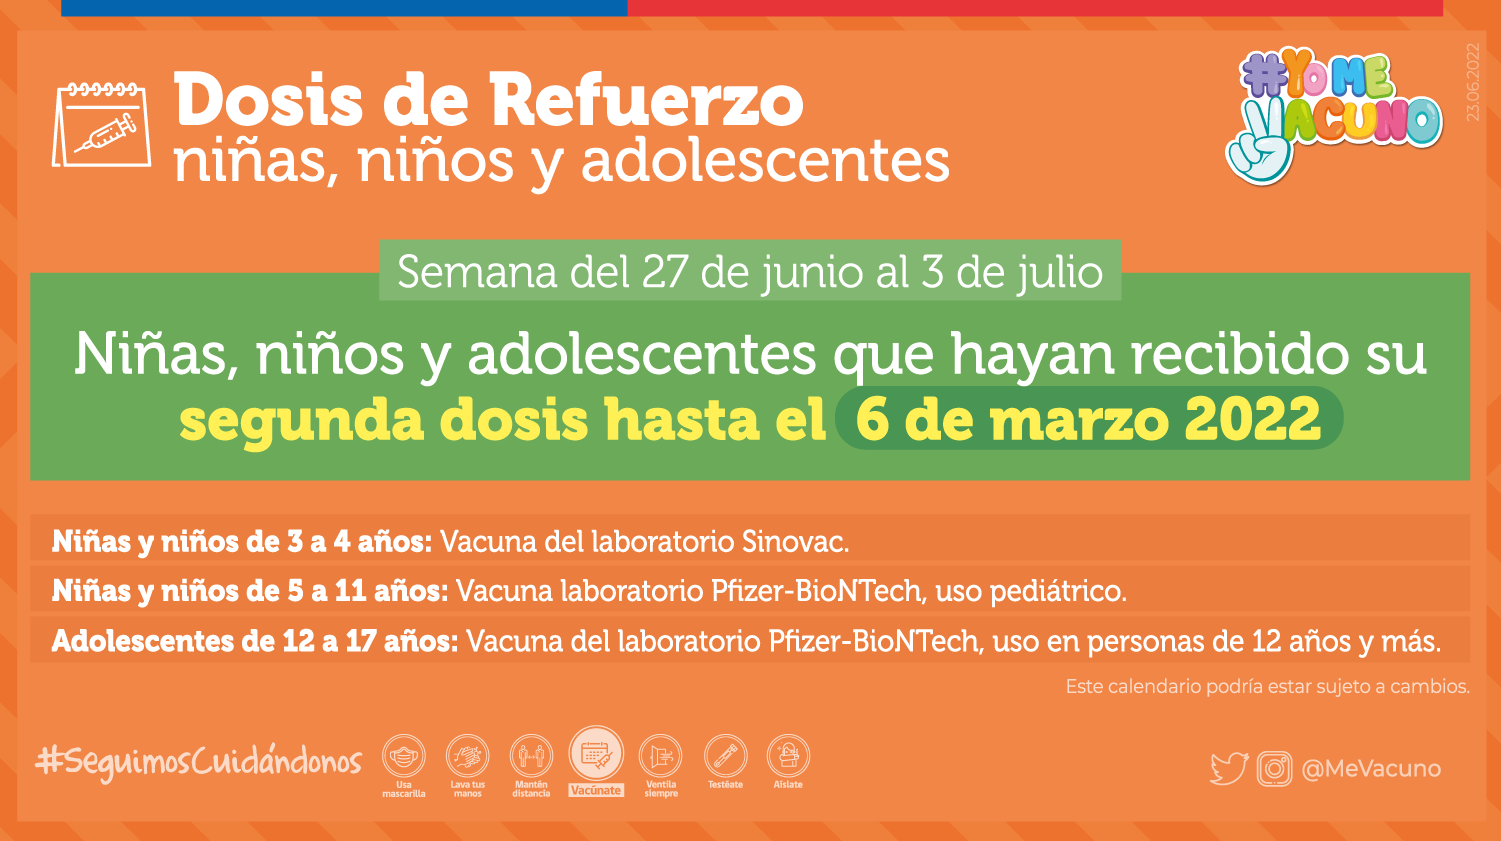 Dosis de Refuerzo
niñas, niños y adolescentes
#YO ME
VACUNO
23.06.2022
Semana del 27 de junio al 3 de julio
Niñas, niños y adolescentes que hayan recibido su
segunda dosis hasta el 6 de marzo 2022
Niñas y niños de 3 a 4 años: Vacuna del laboratorio Sinovac.
Niñas y niños de 5 a 11 años: Vacuna laboratorio Pfizer-BioNTech, uso pediátrico.
Adolescentes de 12 a 17 años: Vacuna del laboratorio Pfizer-BioNTech, uso en personas de 12 años y más.
Este calendario podría estar sujeto a cambios.
#SeguimosCuidándonos
Usa
mascarilla
Lava tus
manos
Mantén
distancia
Vacúnate
Ventila
siempre
Testéate
Aíslate
@MeVacuno